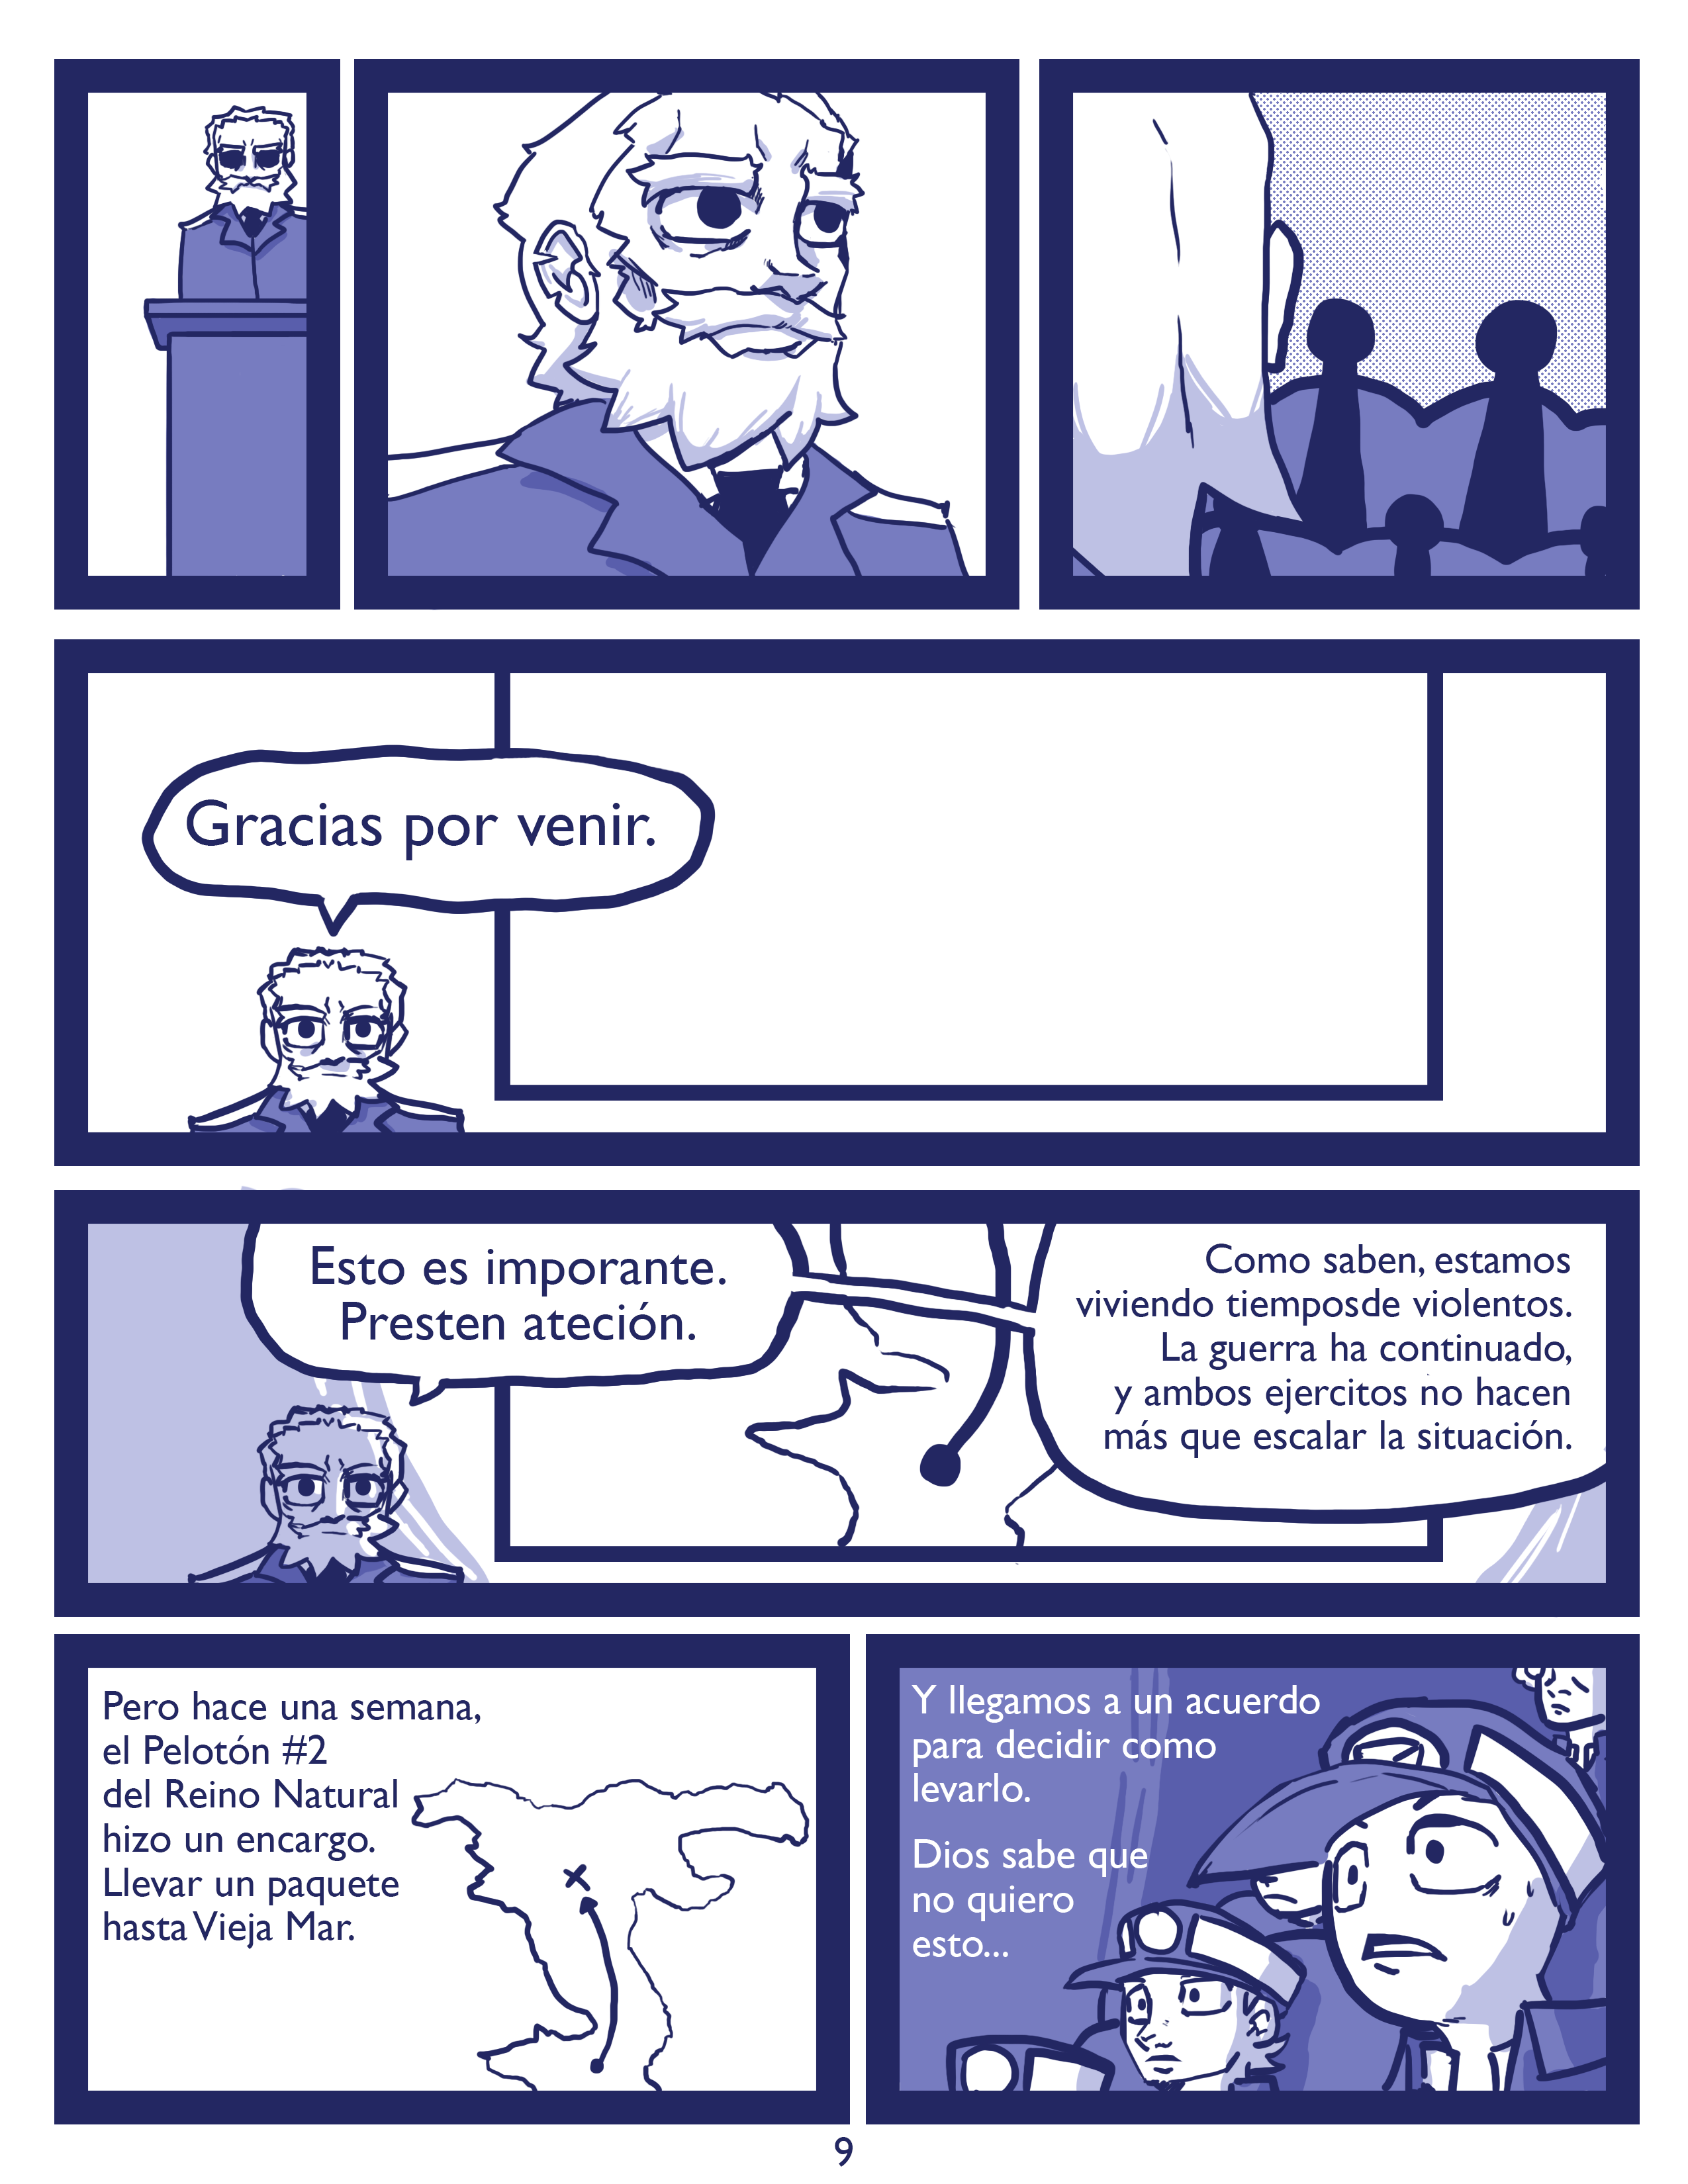 Gracias por venir.
Esto es imporante.
Presten ateción.
Como saben, estamos
viviendo tiemposde violentos.
La guerra ha continuado,
y ambos ejercitos no hacen
más que escalar la situación.
Pero hace una semana,
el Pelotón #2
del Reino Natural
hizo un encargo.
Llevar un paquete
hasta Vieja Mar.
Y llegamos a un acuerdo
para decidir como
levarlo.
Dios sabe que
no quiero
esto...
9